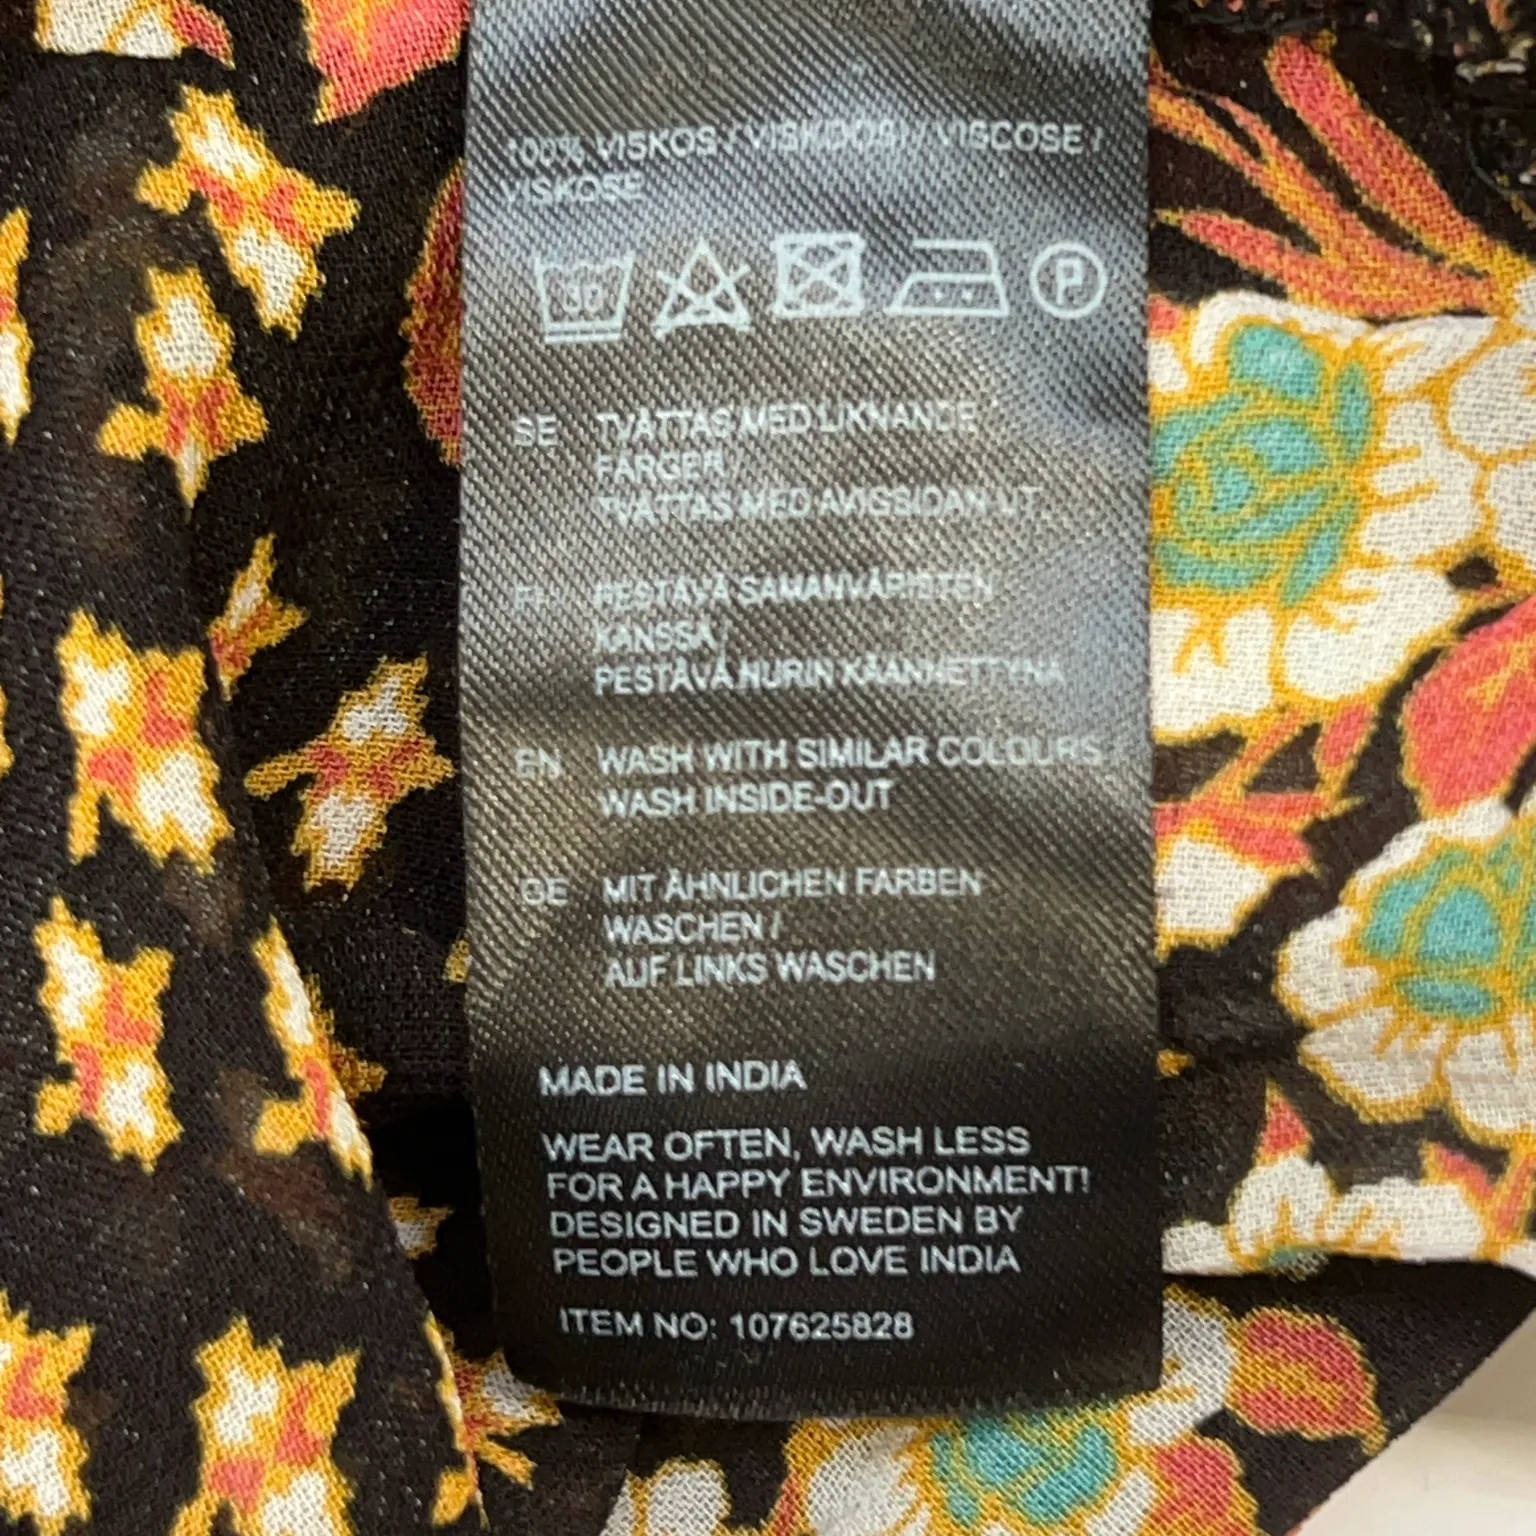 100% VISKOS / VISKOOSI / VISCOSE /
VISKOSE
30
P
SE TVÄTTAS MED LIKNANDE
FÄRGER /
TVÄTTAS MED AVIGSIDAN UT
FI PESTÄVÄ SAMANVÄRISTEN
KANSSA /
PESTÄVÄ NURIN KÄÄNNETTYNÄ
EN WASH WITH SIMILAR COLOURS /
WASH INSIDE-OUT
GE MIT ÄHNLICHEN FARBEN
WASCHEN /
AUF LINKS WASCHEN
MADE IN INDIA
WEAR OFTEN, WASH LESS
FOR A HAPPY ENVIRONMENT!
DESIGNED IN SWEDEN BY
PEOPLE WHO LOVE INDIA
ITEM NO: 107625828